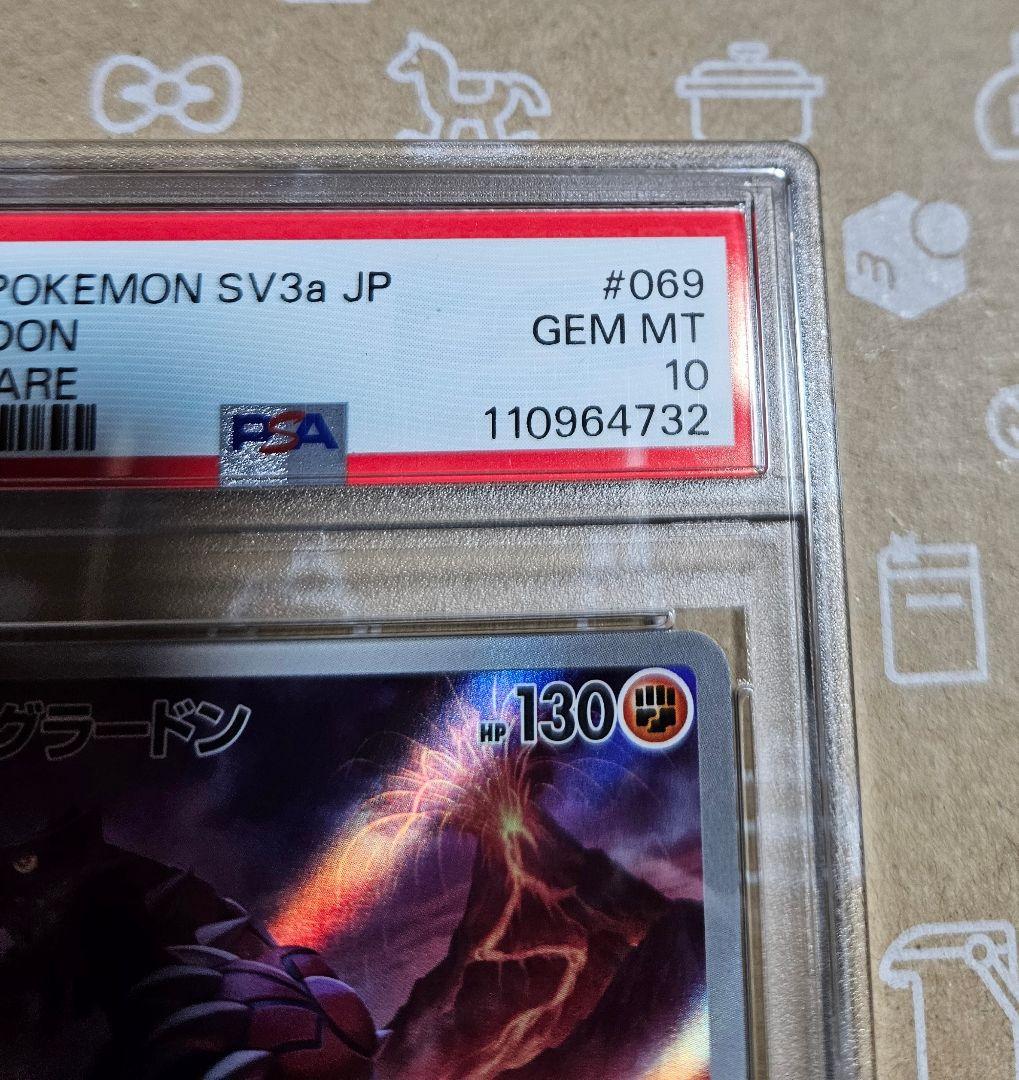 POKEMON SV3a JP #069
DON GEM MT
ARE 10
PSA 110964732
グラードン HP 130